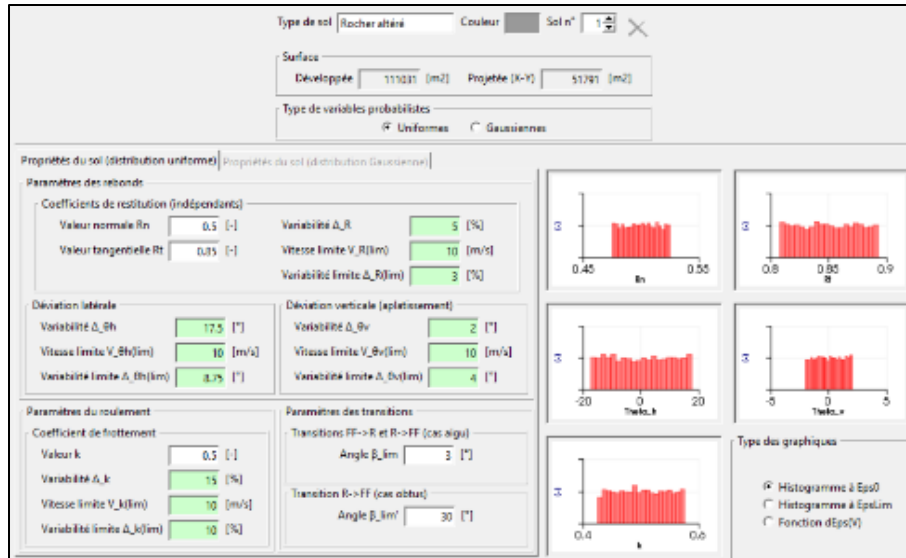 Type de sol Rocher altéré Couleur Sol n° 1
Surface
Développée 111031 [m2] Projetée (X-Y) 51791 [m2]
Type de variables probabilistes
Uniformes Gaussiennes
Propriétés du sol (distribution uniforme) Propriétés du sol (distribution Gaussienne)
Paramètres des rebonds
Coefficients de restitution (indépendants)
Valeur normale Rn 0.5 [-] Variabilité Δ_R 5 [%]
Valeur tangentielle Rt 0.85 [-] Vitesse limite V_R(lim) 10 [m/s]
Variabilité limite Δ_R(lim) 3 [%]
Déviation latérale
Variabilité Δ_θh 17.5 [°]
Vitesse limite V_θh(lim) 10 [m/s]
Variabilité limite Δ_θh(lim) 8.75 [°]
Déviation verticale (aplatissement)
Variabilité Δ_θv 2 [°]
Vitesse limite V_θv(lim) 10 [m/s]
Variabilité limite Δ_θv(lim) 4 [°]
Paramètres du roulement
Coefficient de frottement
Valeur k 0.5 [-]
Variabilité Δ_k 15 [%]
Vitesse limite V_k(lim) 10 [m/s]
Variabilité limite Δ_k(lim) 10 [%]
Paramètres des transitions
Transitions FF->R et R->FF (cas aigu)
Angle β_lim 3 [°]
Transition R->FF (cas obtus)
Angle β_lim' 30 [°]
0.45 0.55
Rn
0.8 0.9
Rt
-20 0 20
Theta_h
-5 0 5
Theta_v
0.4 0.6
k
Type des graphiques
Histogramme à Eps0
Histogramme à EpsLim
Fonction dEps(V)